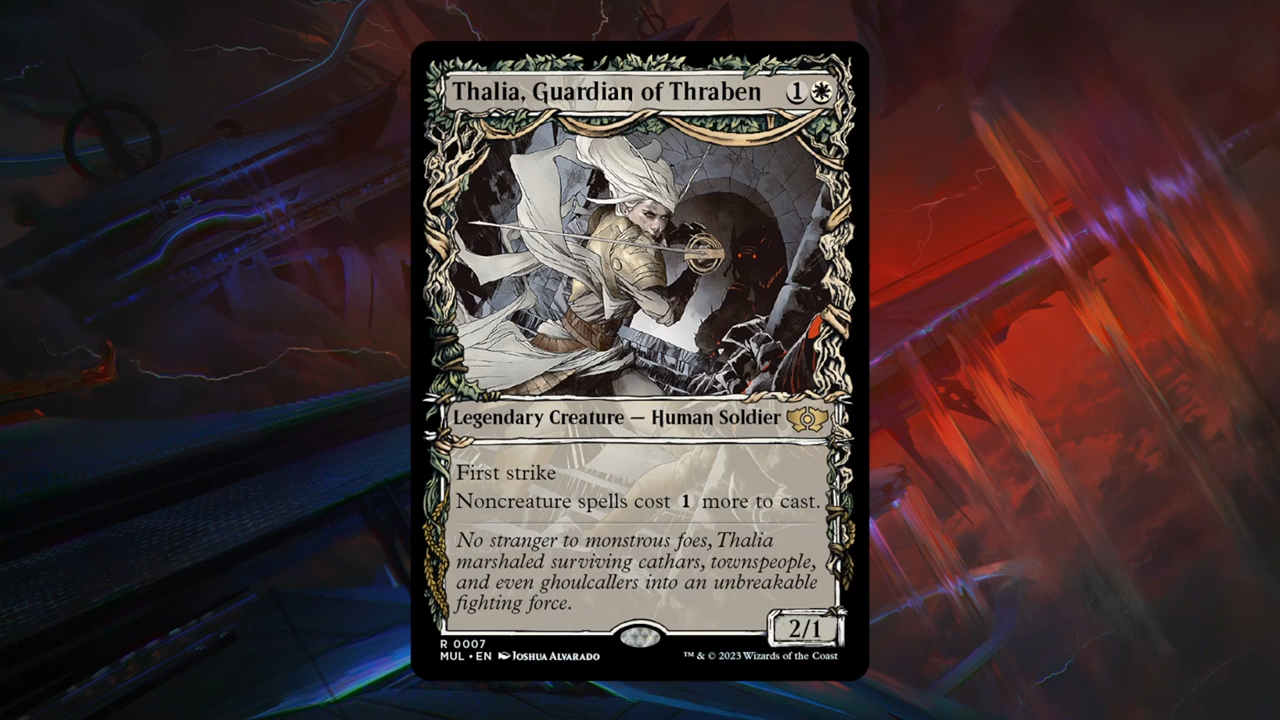 Thalia, Guardian of Thraben 1
Legendary Creature — Human Soldier
First strike
Noncreature spells cost 1 more to cast.
No stranger to monstrous foes, Thalia
marshaled surviving cathars, townspeople,
and even ghoulcallers into an unbreakable
fighting force.
2/1
R 0007
MUL • EN Joshua Alvarado
™ & © 2023 Wizards of the Coast